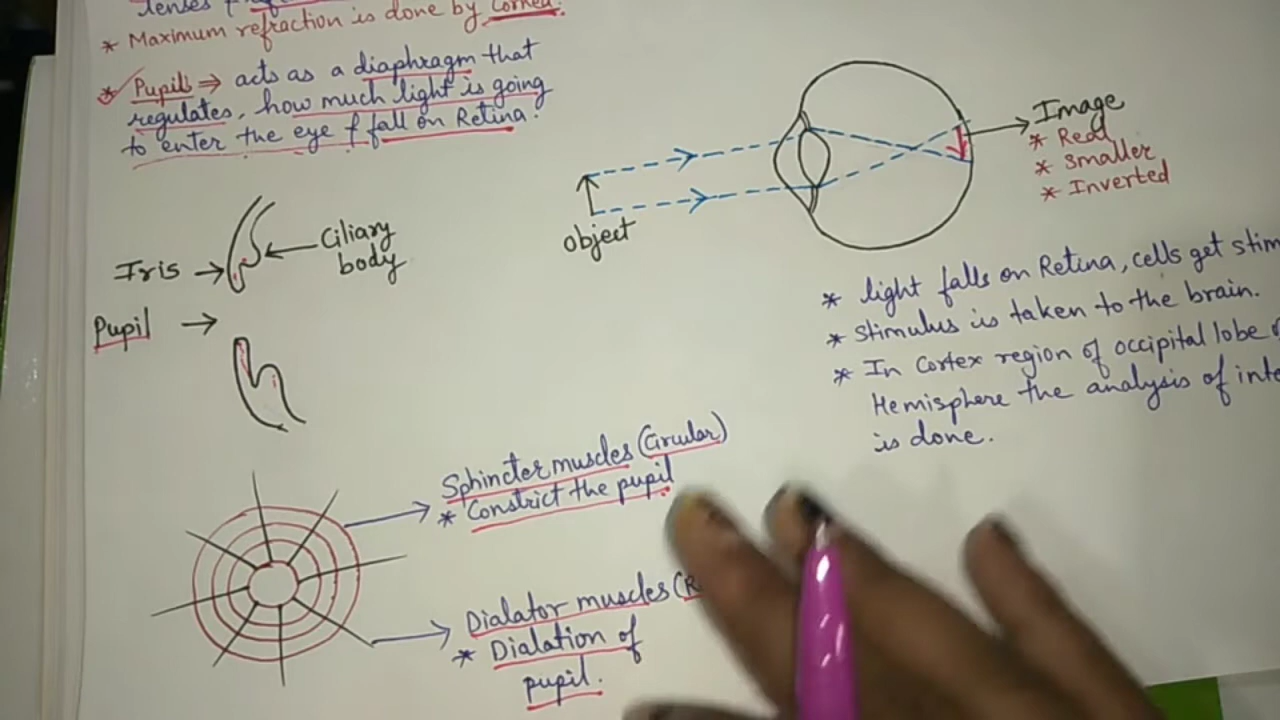 lenses &
* Maximum refraction is done by Cornea.
* Pupil ⇒ acts as a diaphragm that
regulates, how much light is going
to enter the eye & fall on Retina.
Iris →
Ciliary
body
Pupil →
object
Image
* Real
* Smaller
* Inverted
* light falls on Retina, cells get stim
* Stimulus is taken to the brain.
* In cortex region of occipital lobe
Hemisphere the analysis of inte
is done.
Sphincter muscles (Circular)
* Constrict the pupil
Dialator muscles (R
* Dialation of
pupil.